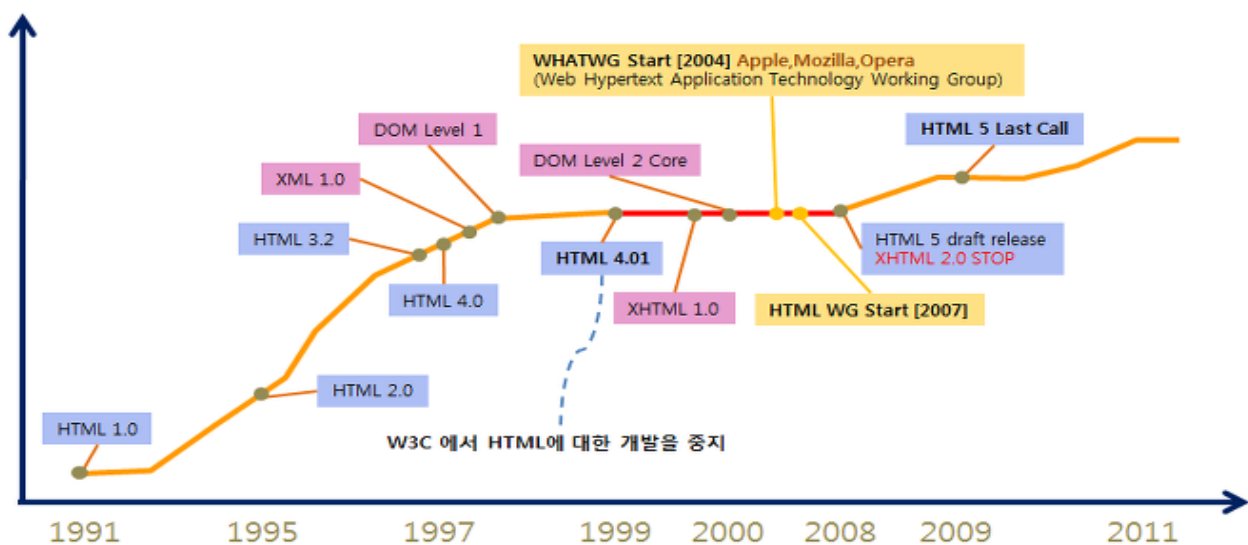 WHATWG Start [2004] Apple,Mozilla,Opera
(Web Hypertext Application Technology Working Group)
DOM Level 1
HTML 5 Last Call
DOM Level 2 Core
XML 1.0
HTML 3.2
HTML 5 draft release
XHTML 2.0 STOP
HTML 4.01
HTML 4.0
XHTML 1.0
HTML WG Start [2007]
HTML 2.0
HTML 1.0
W3C 에서 HTML에 대한 개발을 중지
1991
1995
1997
1999
2000
2008
2009
2011